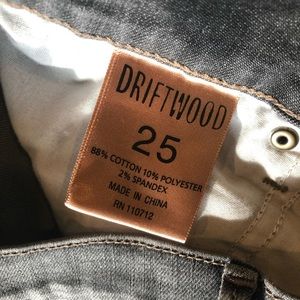 DRIFTWOOD
25
88% COTTON 10% POLYESTER
2% SPANDEX
MADE IN CHINA
RN 110712